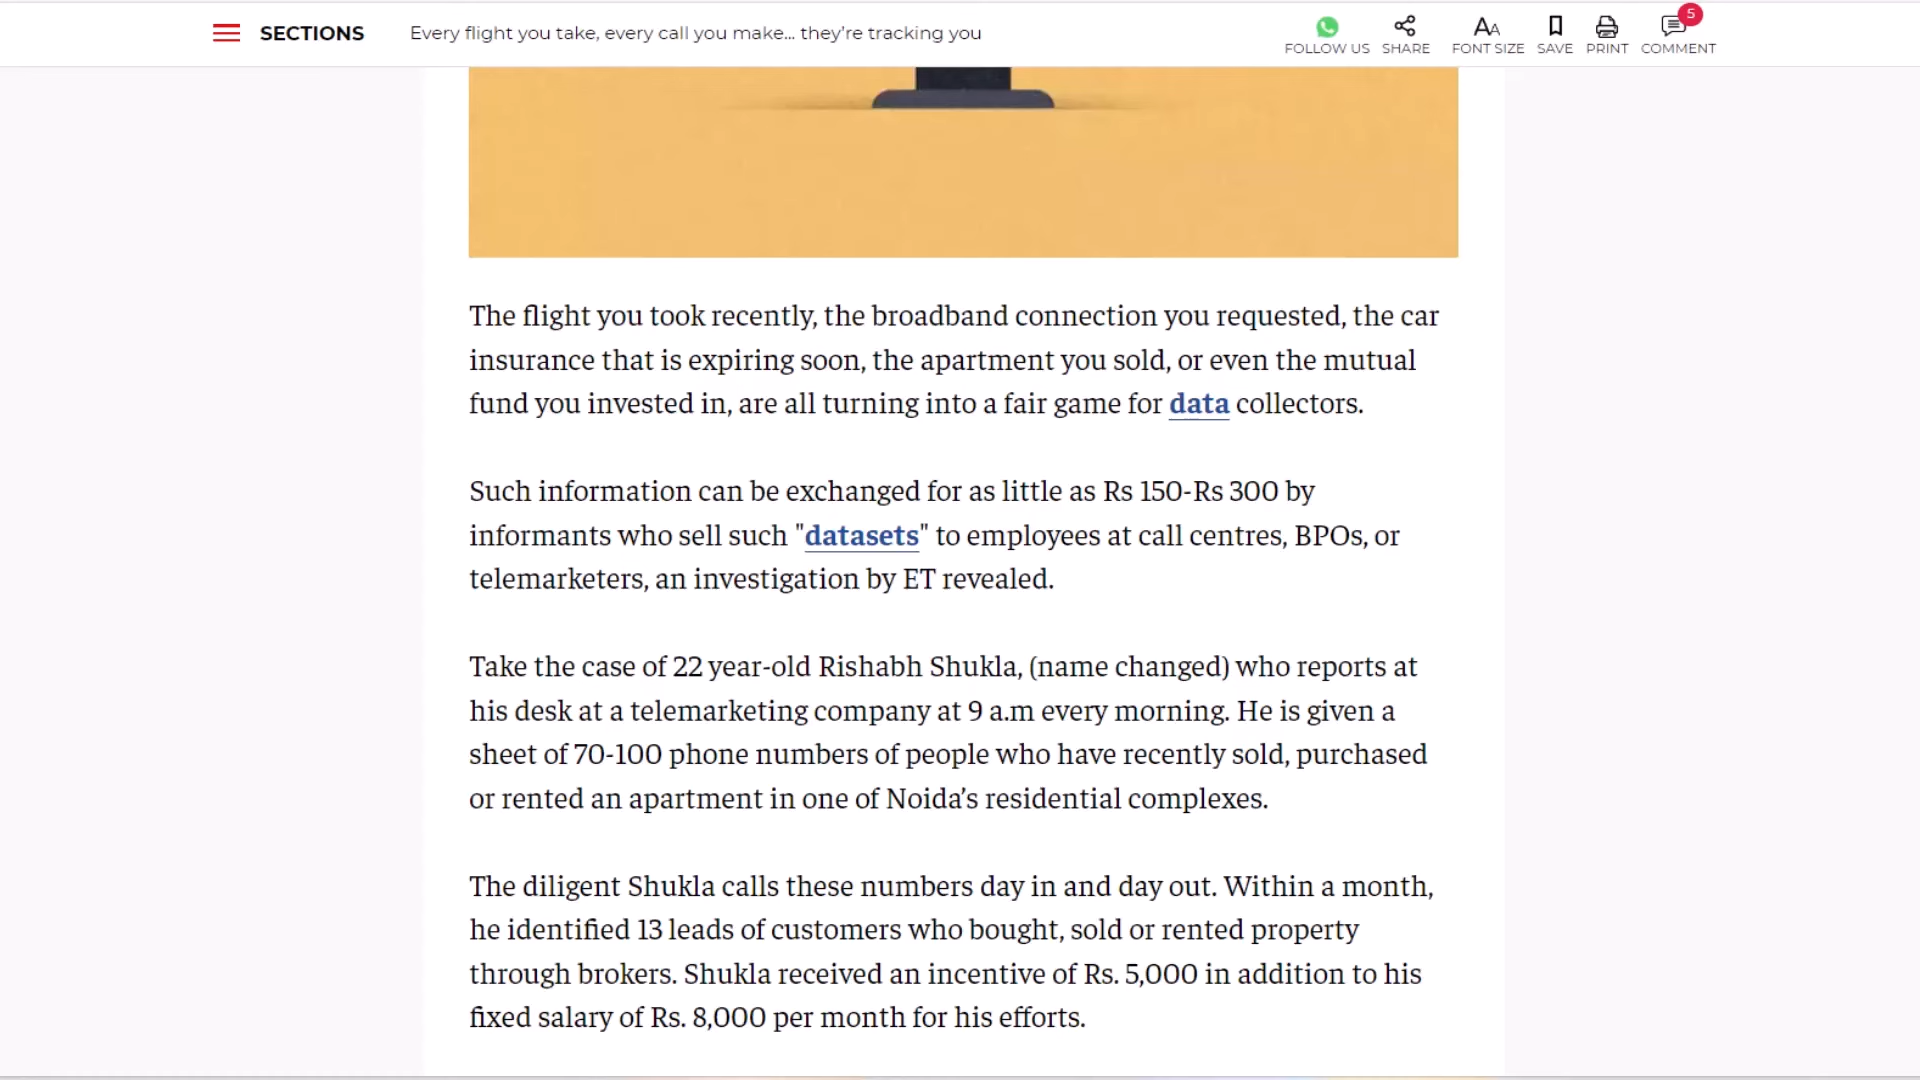 SECTIONS
Every flight you take, every call you make... they're tracking you
FOLLOW US
SHARE
AA
FONT SIZE
SAVE
PRINT
5
COMMENT
The flight you took recently, the broadband connection you requested, the car
insurance that is expiring soon, the apartment you sold, or even the mutual
fund you invested in, are all turning into a fair game for data collectors.
Such information can be exchanged for as little as Rs 150-Rs 300 by
informants who sell such "datasets" to employees at call centres, BPOs, or
telemarketers, an investigation by ET revealed.
Take the case of 22 year-old Rishabh Shukla, (name changed) who reports at
his desk at a telemarketing company at 9 a.m every morning. He is given a
sheet of 70-100 phone numbers of people who have recently sold, purchased
or rented an apartment in one of Noida’s residential complexes.
The diligent Shukla calls these numbers day in and day out. Within a month,
he identified 13 leads of customers who bought, sold or rented property
through brokers. Shukla received an incentive of Rs. 5,000 in addition to his
fixed salary of Rs. 8,000 per month for his efforts.